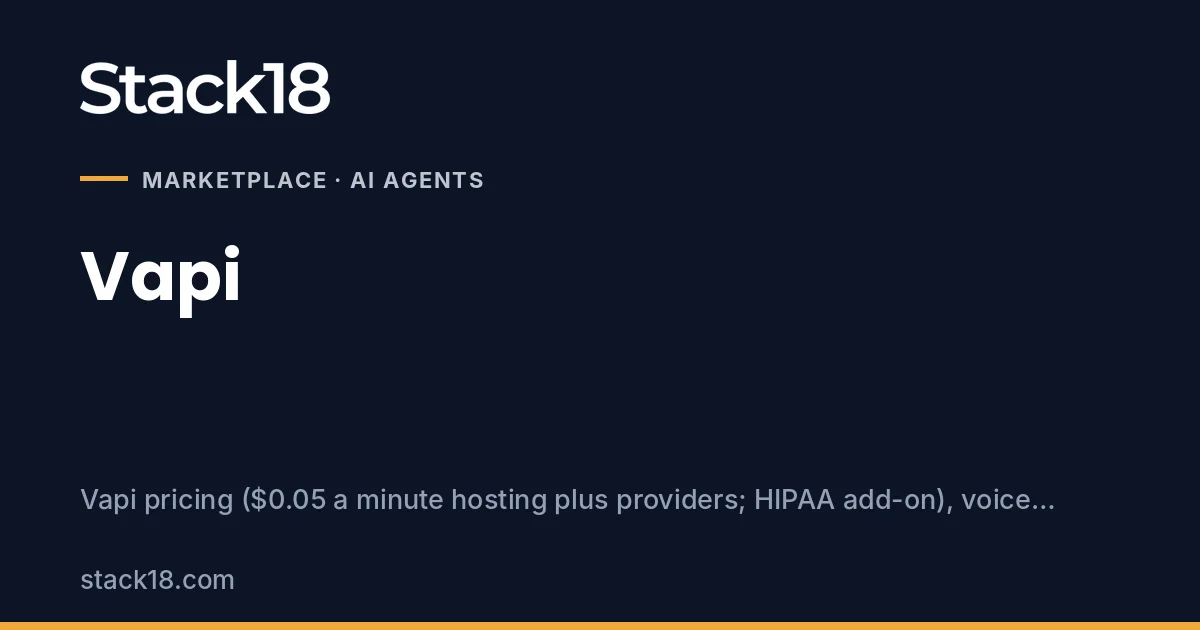 Stack18
MARKETPLACE · AI AGENTS
Vapi
Vapi pricing ($0.05 a minute hosting plus providers; HIPAA add-on), voice…
stack18.com